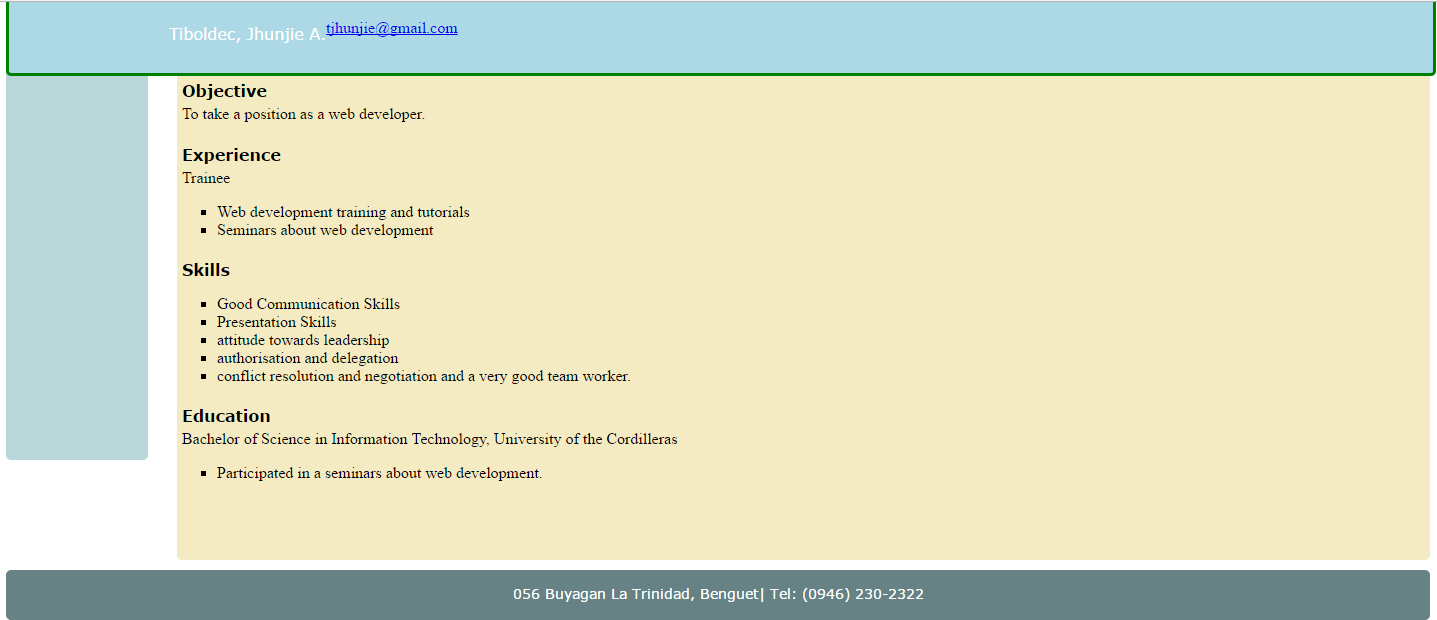 Tiboldec, Jhunjie A. tjhunjie@gmail.com
Objective
To take a position as a web developer.
Experience
Trainee
Web development training and tutorials
Seminars about web development
Skills
Good Communication Skills
Presentation Skills
attitude towards leadership
authorisation and delegation
conflict resolution and negotiation and a very good team worker.
Education
Bachelor of Science in Information Technology, University of the Cordilleras
Participated in a seminars about web development.
056 Buyagan La Trinidad, Benguet| Tel: (0946) 230-2322